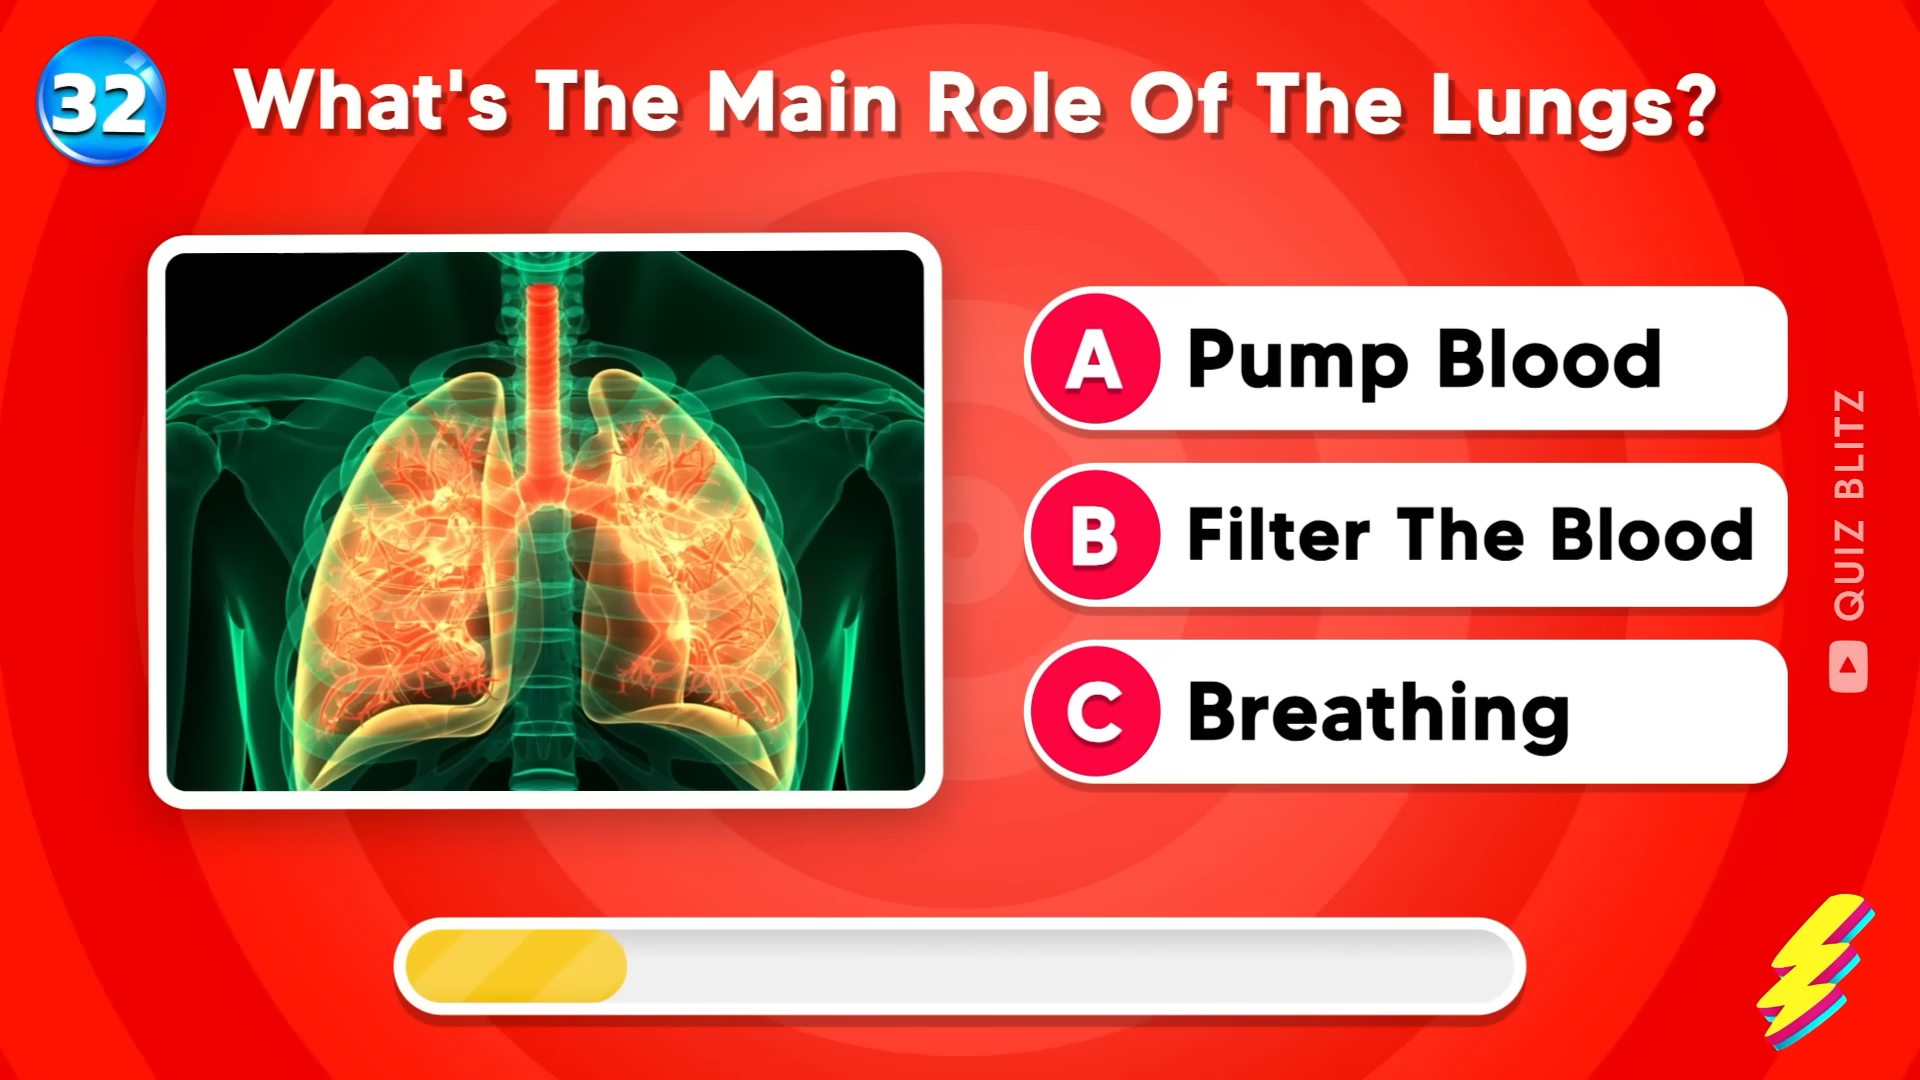 32
What's The Main Role Of The Lungs?
A Pump Blood
B Filter The Blood
C Breathing
QUIZ BLITZ